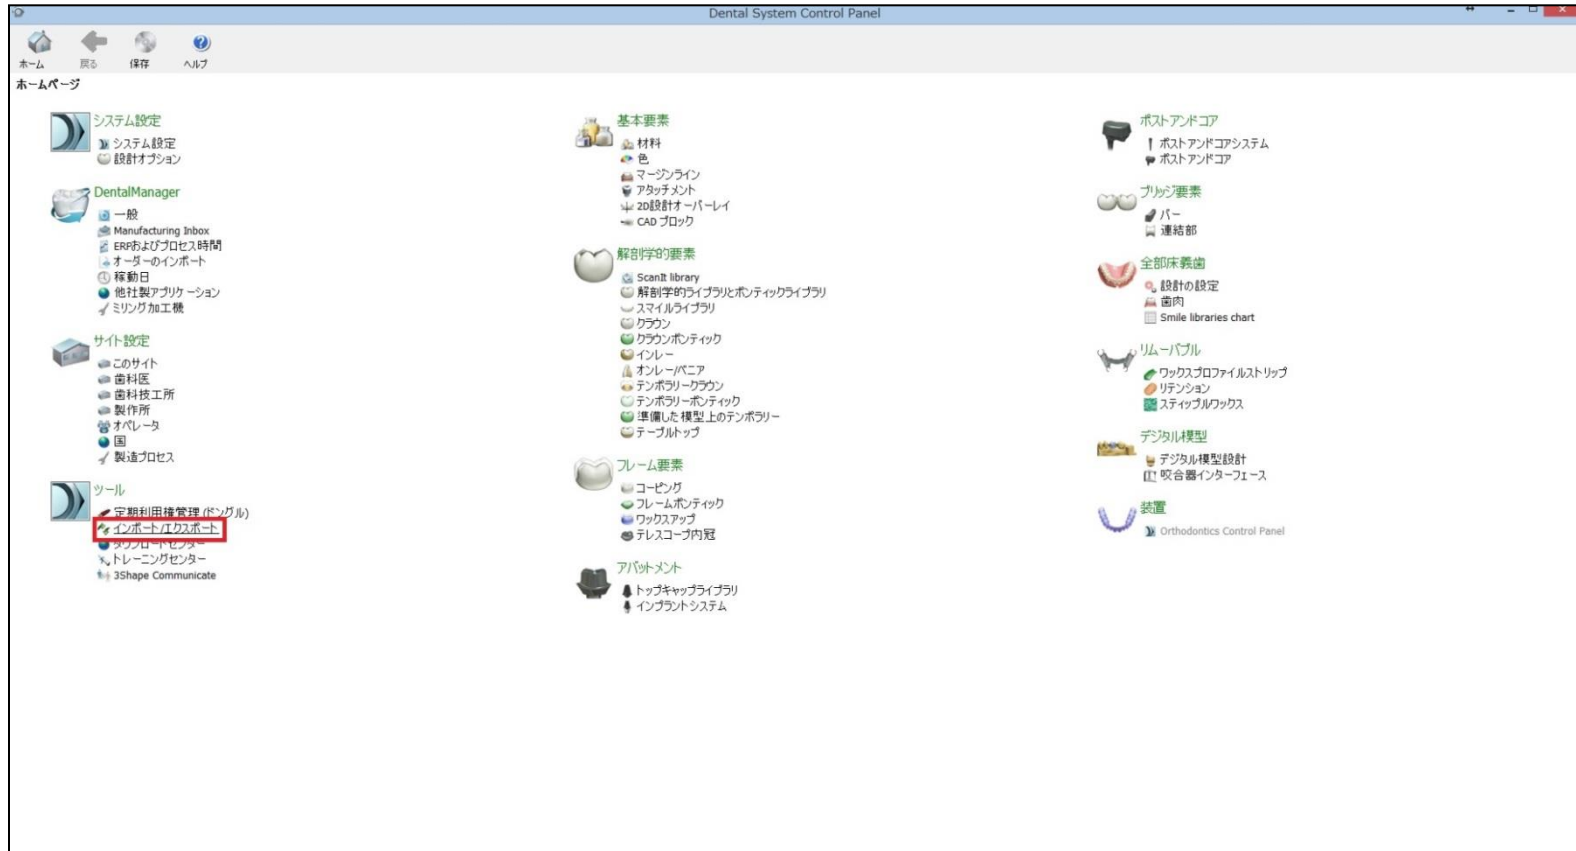 Dental System Control Panel
ホーム 戻る 保存 ヘルプ
ホームページ
システム設定
システム設定
設計オプション
DentalManager
一般
Manufacturing Inbox
ERPおよびプロセス時間
オーダーのインポート
稼動日
他社製アプリケーション
ミリング加工機
サイト設定
このサイト
歯科医
歯科技工所
製作所
オペレータ
国
製造プロセス
ツール
定期利用権管理 (ドングル)
インポート/エクスポート
ダウンロードセンター
トレーニングセンター
3Shape Communicate
基本要素
材料
色
マージンライン
アタッチメント
2D設計オーバーレイ
CAD ブロック
解剖学的要素
ScanIt library
解剖学的ライブラリとポンティックライブラリ
スマイルライブラリ
クラウン
クラウンポンティック
インレー
オンレー/ベニア
テンポラリークラウン
テンポラリーポンティック
準備した模型上のテンポラリー
テーブルトップ
フレーム要素
コーピング
フレームポンティック
ワックスアップ
テレスコープ内冠
アバットメント
トップキャップライブラリ
インプラントシステム
ポストアンドコア
ポストアンドコアシステム
ポストアンドコア
ブリッジ要素
バー
連結部
全部床義歯
設計の設定
歯肉
Smile libraries chart
リムーバブル
ワックスプロファイルストリップ
リテンション
スティップルワックス
デジタル模型
デジタル模型設計
咬合器インターフェース
装置
Orthodontics Control Panel